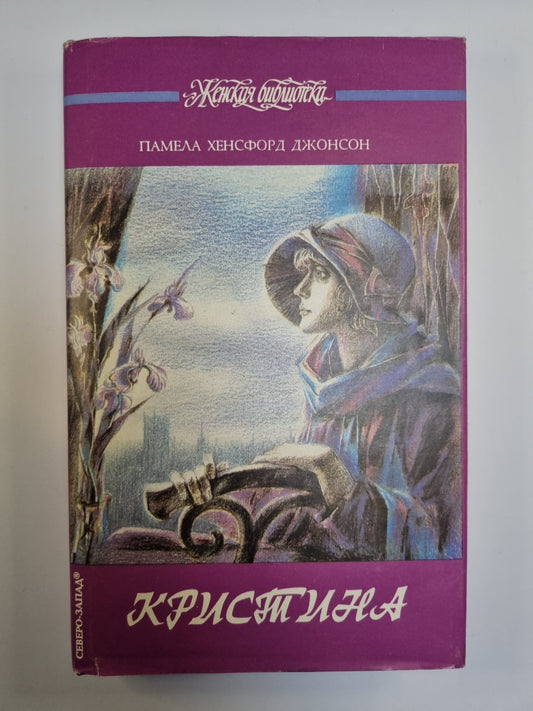 Женская библиотека
ПАМЕЛА ХЕНСФОРД ДЖОНСОН
КРИСТИНА
СЕВЕРО-ЗАПАД®